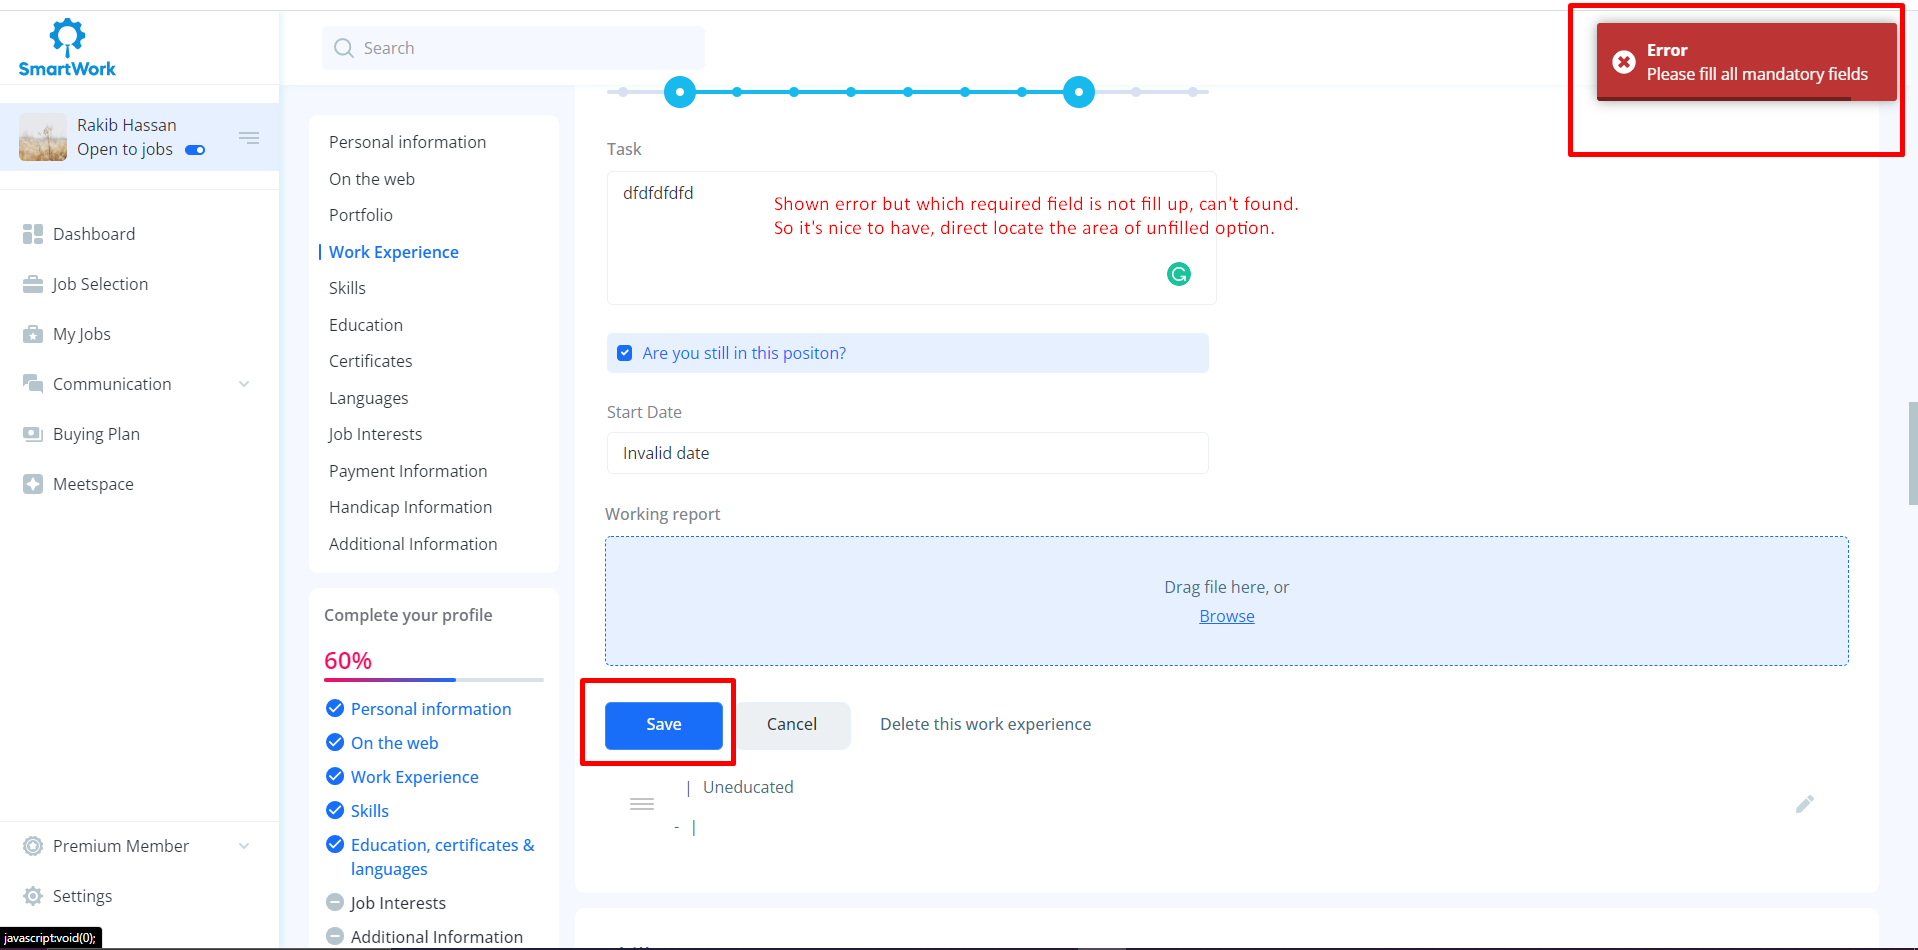 SmartWork
Search
Error
Please fill all mandatory fields
Rakib Hassan
Open to jobs
Dashboard
Job Selection
My Jobs
Communication
Buying Plan
Meetspace
Premium Member
Settings
javascript:void(0);
Personal information
On the web
Portfolio
Work Experience
Skills
Education
Certificates
Languages
Job Interests
Payment Information
Handicap Information
Additional Information
Complete your profile
60%
Personal information
On the web
Work Experience
Skills
Education, certificates &
languages
Job Interests
Additional Information
Task
dfdfdfdfd
Shown error but which required field is not fill up, can't found.
So it's nice to have, direct locate the area of unfilled option.
Are you still in this positon?
Start Date
Invalid date
Working report
Drag file here, or
Browse
Save
Cancel
Delete this work experience
| Uneducated
- |